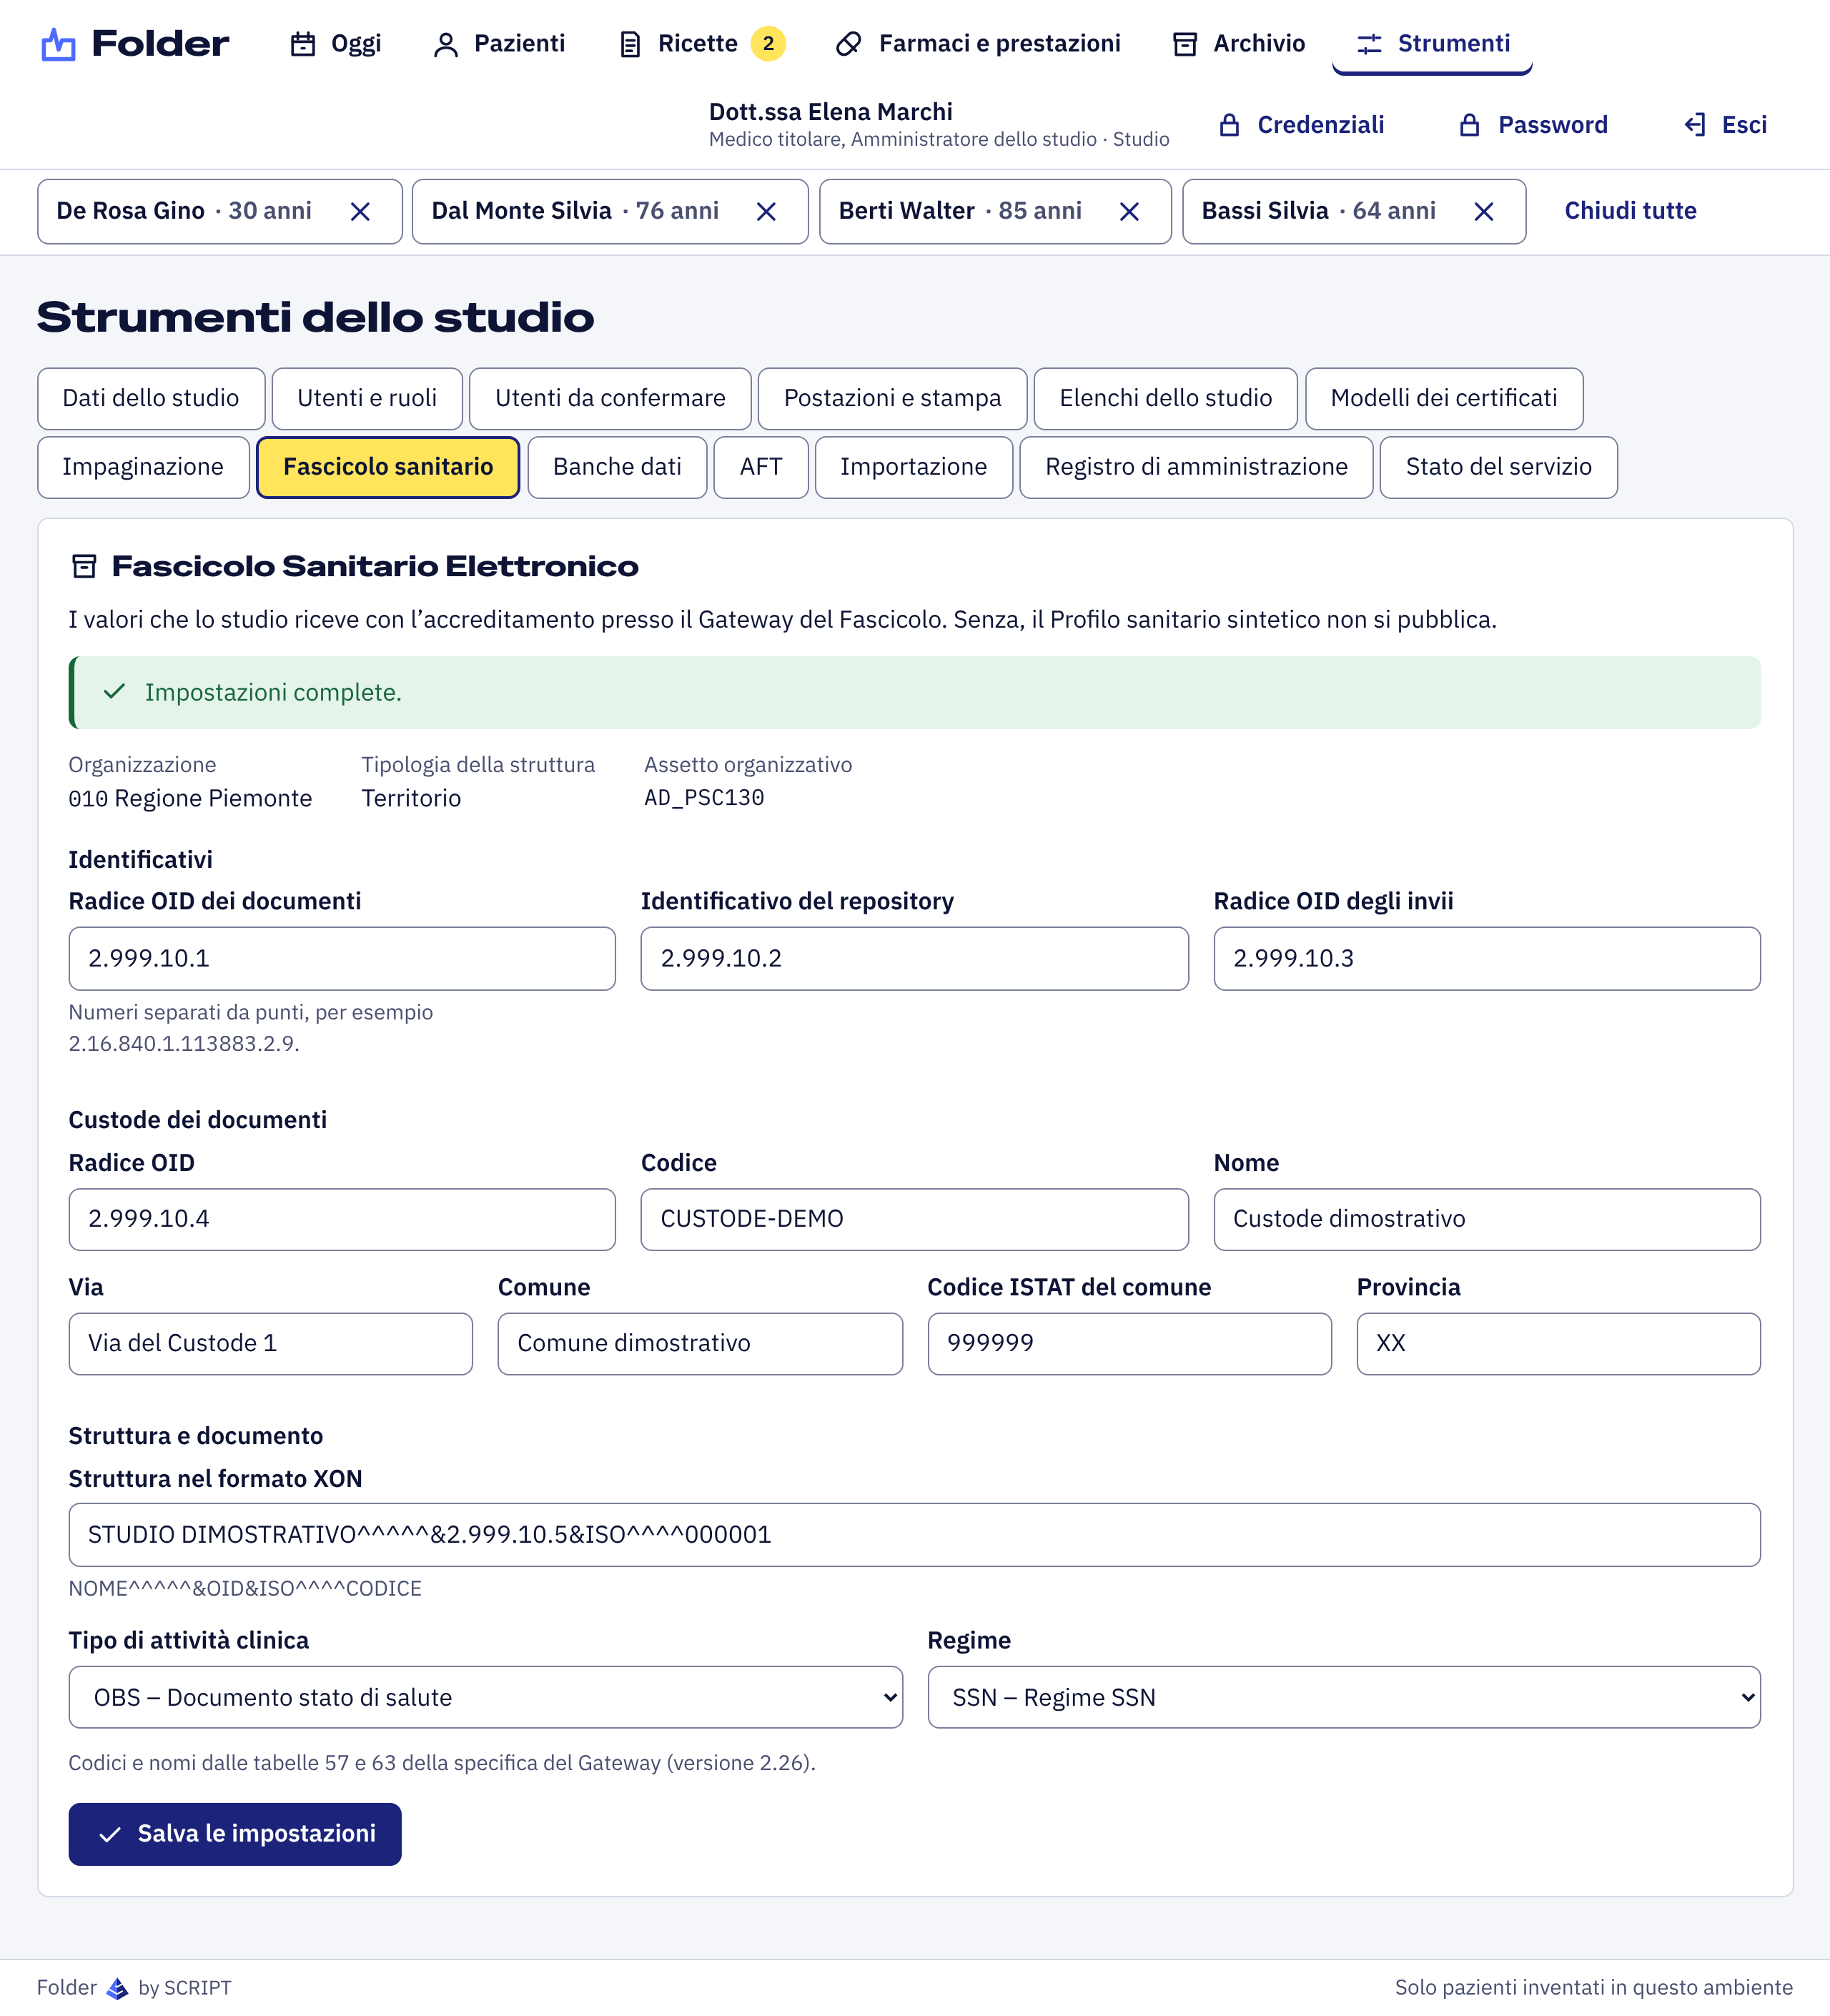 Folder Oggi Pazienti Ricette 2 Farmaci e prestazioni Archivio Strumenti
Dott.ssa Elena Marchi
Medico titolare, Amministratore dello studio · Studio
Credenziali Password Esci
De Rosa Gino · 30 anni Dal Monte Silvia · 76 anni Berti Walter · 85 anni Bassi Silvia · 64 anni Chiudi tutte
Strumenti dello studio
Dati dello studio Utenti e ruoli Utenti da confermare Postazioni e stampa Elenchi dello studio Modelli dei certificati
Impaginazione Fascicolo sanitario Banche dati AFT Importazione Registro di amministrazione Stato del servizio
Fascicolo Sanitario Elettronico
I valori che lo studio riceve con l’accreditamento presso il Gateway del Fascicolo. Senza, il Profilo sanitario sintetico non si pubblica.
Impostazioni complete.
Organizzazione Tipologia della struttura Assetto organizzativo
010 Regione Piemonte Territorio AD_PSC130
Identificativi
Radice OID dei documenti Identificativo del repository Radice OID degli invii
2.999.10.1 2.999.10.2 2.999.10.3
Numeri separati da punti, per esempio
2.16.840.1.113883.2.9.
Custode dei documenti
Radice OID Codice Nome
2.999.10.4 CUSTODE-DEMO Custode dimostrativo
Via Comune Codice ISTAT del comune Provincia
Via del Custode 1 Comune dimostrativo 999999 XX
Struttura e documento
Struttura nel formato XON
STUDIO DIMOSTRATIVO^^^^^&2.999.10.5&ISO^^^^000001
NOME^^^^^&OID&ISO^^^^CODICE
Tipo di attività clinica Regime
OBS – Documento stato di salute SSN – Regime SSN
Codici e nomi dalle tabelle 57 e 63 della specifica del Gateway (versione 2.26).
Salva le impostazioni
Folder by SCRIPT Solo pazienti inventati in questo ambiente